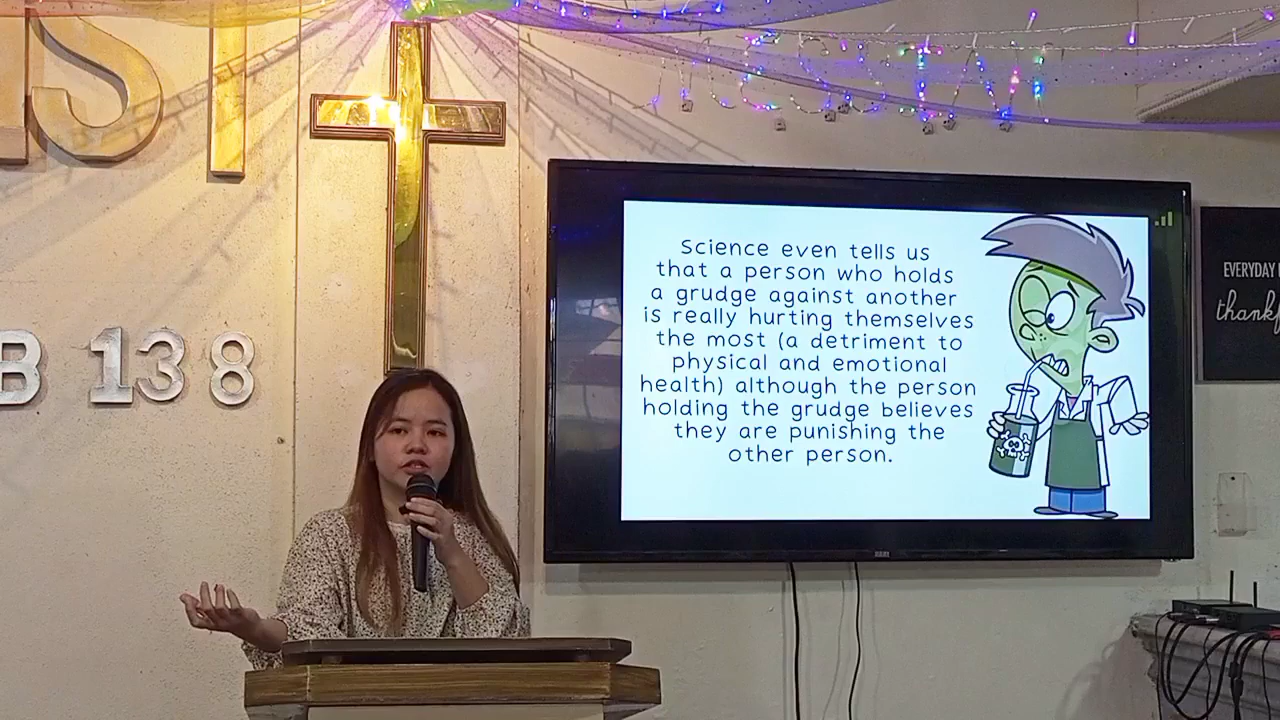 ST
B 138
Science even tells us
that a person who holds
a grudge against another
is really hurting themselves
the most (a detriment to
physical and emotional
health) although the person
holding the grudge believes
they are punishing the
other person.
EVERYDAY